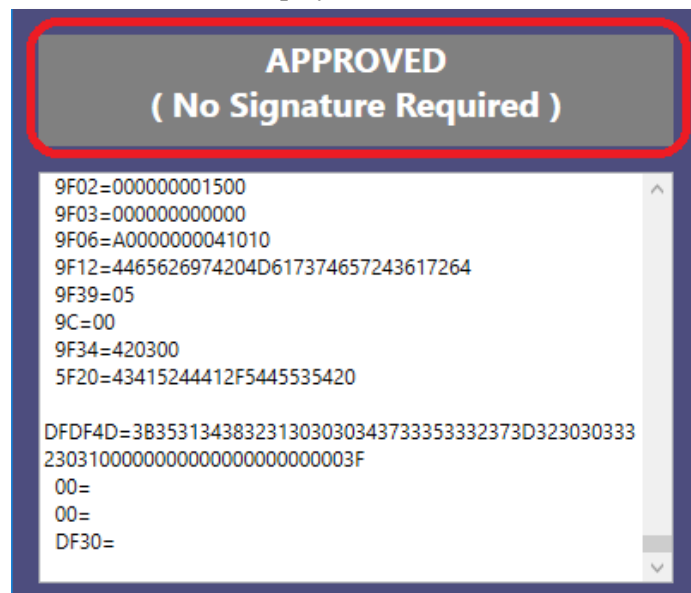 APPROVED
( No Signature Required )
9F02=000000001500
9F03=000000000000
9F06=A0000000041010
9F12=4465626974204D617374657243617264
9F39=05
9C=00
9F34=420300
5F20=43415244412F5445535420
DFDF4D=3B353134383231303030343733353332373D323030333
2303100000000000000000000003F
00=
00=
DF30=